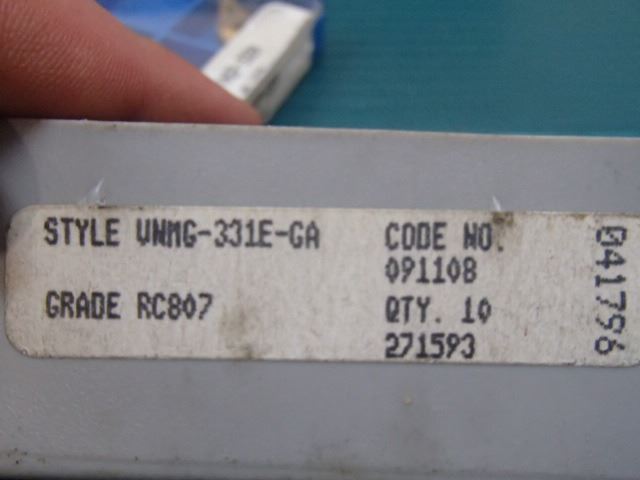 STYLE VNMG-331E-GA
GRADE RC807
CODE NO.
091108
QTY. 10
271593
041796